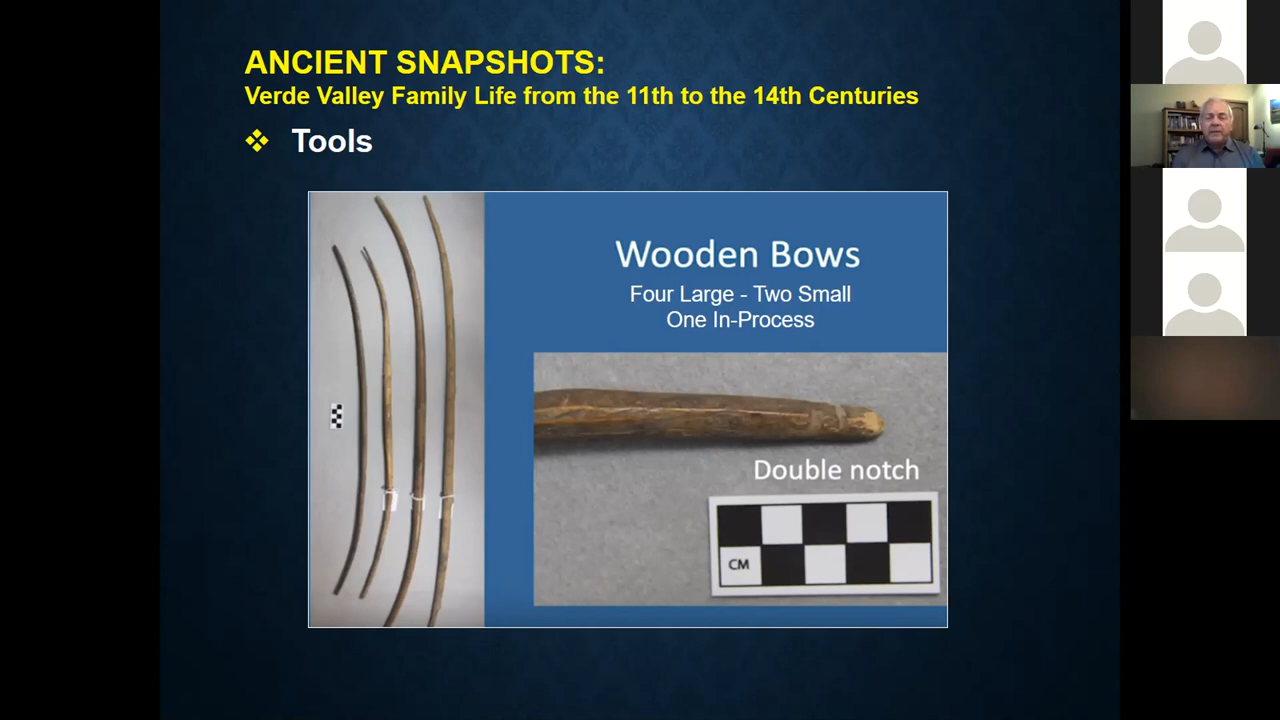 ANCIENT SNAPSHOTS:
Verde Valley Family Life from the 11th to the 14th Centuries
Tools
Wooden Bows
Four Large - Two Small
One In-Process
Double notch
CM